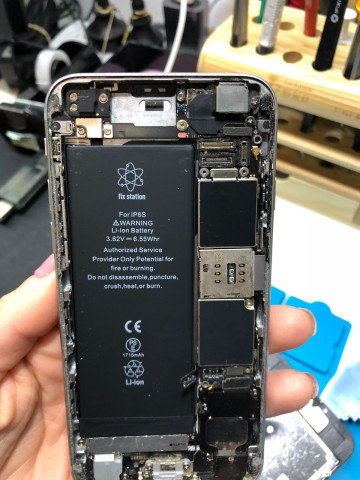 fix station
For iP6S
⚠WARNING
Li-ion Battery
3.82V ⎓ 6.55Whr
Authorized Service
Provider Only Potential for
fire or burning.
Do not disassemble,puncture,
crush,heat,or burn.
CE
1715mAh
Li-ion